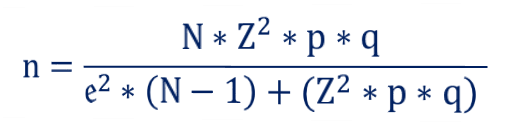 n = N * Z² * p * q / e² * (N – 1) + (Z² * p * q)